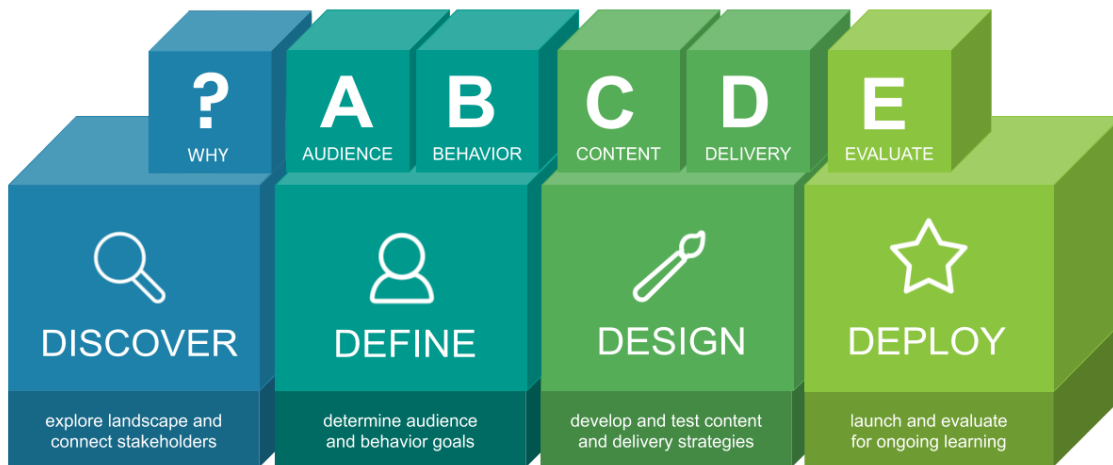 ?
WHY
A
AUDIENCE
B
BEHAVIOR
C
CONTENT
D
DELIVERY
E
EVALUATE
DISCOVER
explore landscape and
connect stakeholders
DEFINE
determine audience
and behavior goals
DESIGN
develop and test content
and delivery strategies
DEPLOY
launch and evaluate
for ongoing learning